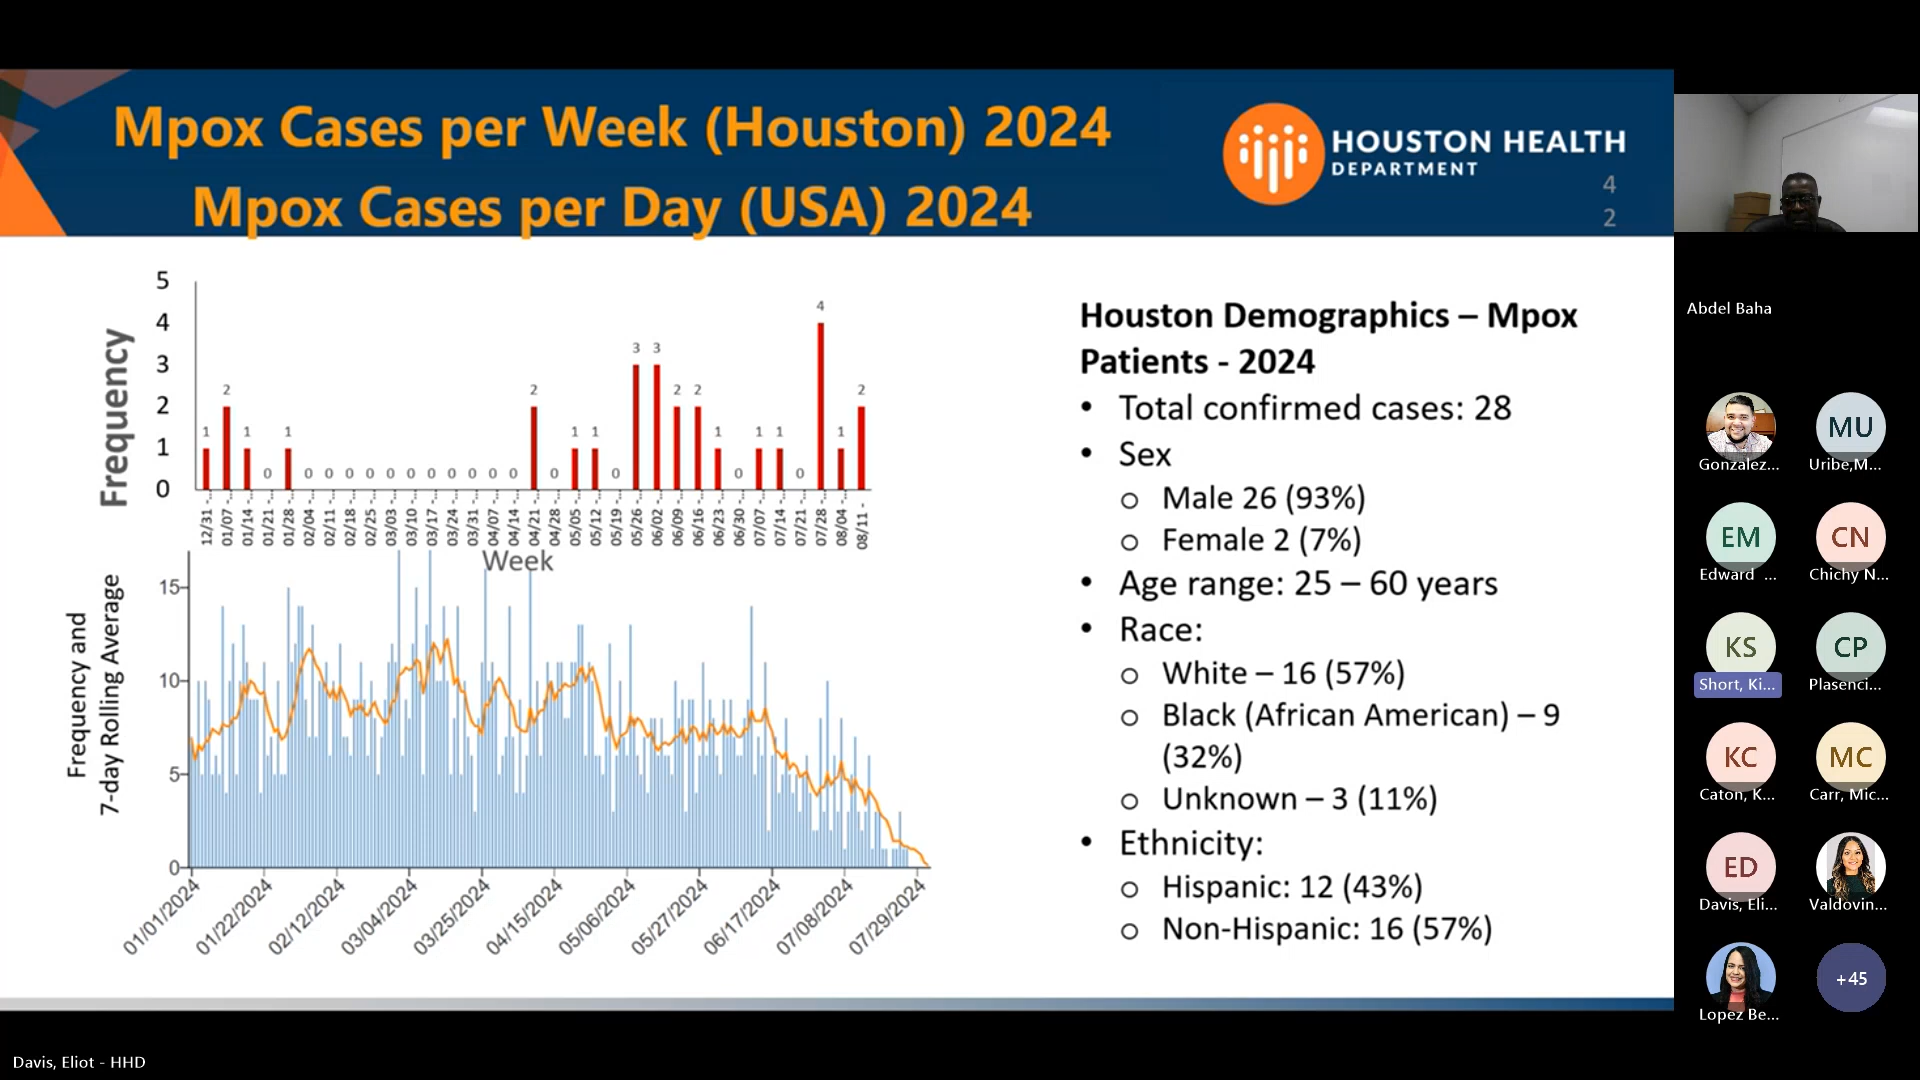 Mpox Cases per Week (Houston) 2024
Mpox Cases per Day (USA) 2024
HOUSTON HEALTH
DEPARTMENT
4
2
5
4
3
2
1
0
Frequency
1
2
1
0
1
0
0
0
0
0
0
0
0
0
0
0
2
0
1
1
0
3
3
2
2
1
0
1
1
0
4
1
2
12/31 -...
01/07 -...
01/14 -...
01/21 -...
01/28 -...
02/04 -...
02/11 -...
02/18 -...
02/25 -...
03/03 -...
03/10 -...
03/17 -...
03/24 -...
03/31 -...
04/07 -...
04/14 -...
04/21 -...
04/28 -...
05/05 -...
05/12 -...
05/19 -...
05/26 -...
06/02 -...
06/09 -...
06/16 -...
06/23 -...
06/30 -...
07/07 -...
07/14 -...
07/21 -...
07/28 -...
08/04 -...
08/11 -
Week
Frequency and
7-day Rolling Average
15
10
5
0
01/01/2024
01/22/2024
02/12/2024
03/04/2024
03/25/2024
04/15/2024
05/06/2024
05/27/2024
06/17/2024
07/08/2024
07/29/2024
Houston Demographics – Mpox
Patients - 2024
• Total confirmed cases: 28
• Sex
o Male 26 (93%)
o Female 2 (7%)
• Age range: 25 – 60 years
• Race:
o White – 16 (57%)
o Black (African American) – 9
(32%)
o Unknown – 3 (11%)
• Ethnicity:
o Hispanic: 12 (43%)
o Non-Hispanic: 16 (57%)
Abdel Baha
Gonzalez...
MU
Uribe,M...
EM
Edward ...
CN
Chichy N...
KS
Short, Ki...
CP
Plasenci...
KC
Caton, K...
MC
Carr, Mic...
ED
Davis, Eli...
Valdovin...
Lopez Be...
+45
Davis, Eliot - HHD